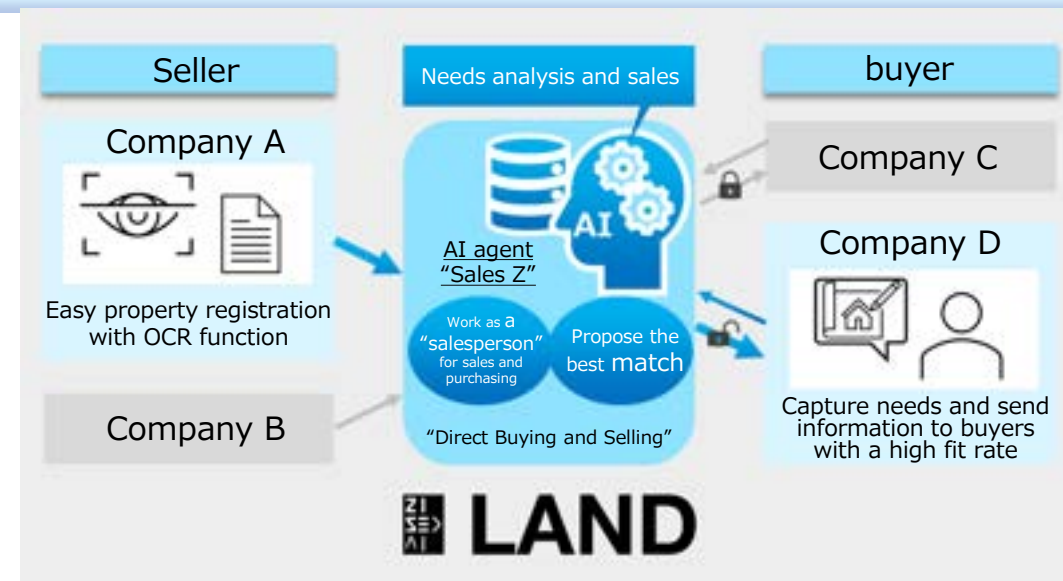 Seller
Company A
Easy property registration
with OCR function
Company B
Needs analysis and sales
AI
AI agent
“Sales Z”
Work as a
“salesperson”
for sales and
purchasing
Propose the
best match
“Direct Buying and Selling”
buyer
Company C
Company D
Capture needs and send
information to buyers
with a high fit rate
LAND